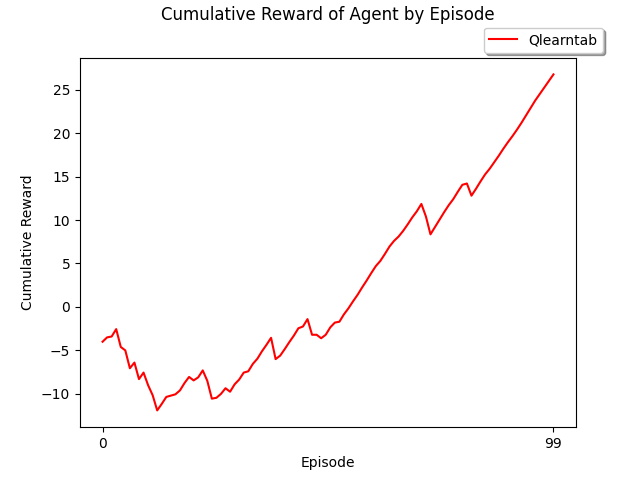 Cumulative Reward of Agent by Episode
Qlearntab
25
20
15
10
5
0
−5
−10
Cumulative Reward
0 99
Episode